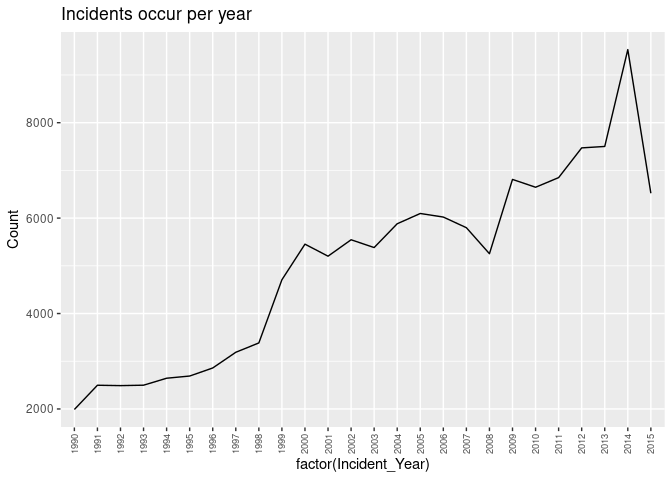 Incidents occur per year
Count
8000
6000
4000
2000
1990 1991 1992 1993 1994 1995 1996 1997 1998 1999 2000 2001 2002 2003 2004 2005 2006 2007 2008 2009 2010 2011 2012 2013 2014 2015
factor(Incident_Year)